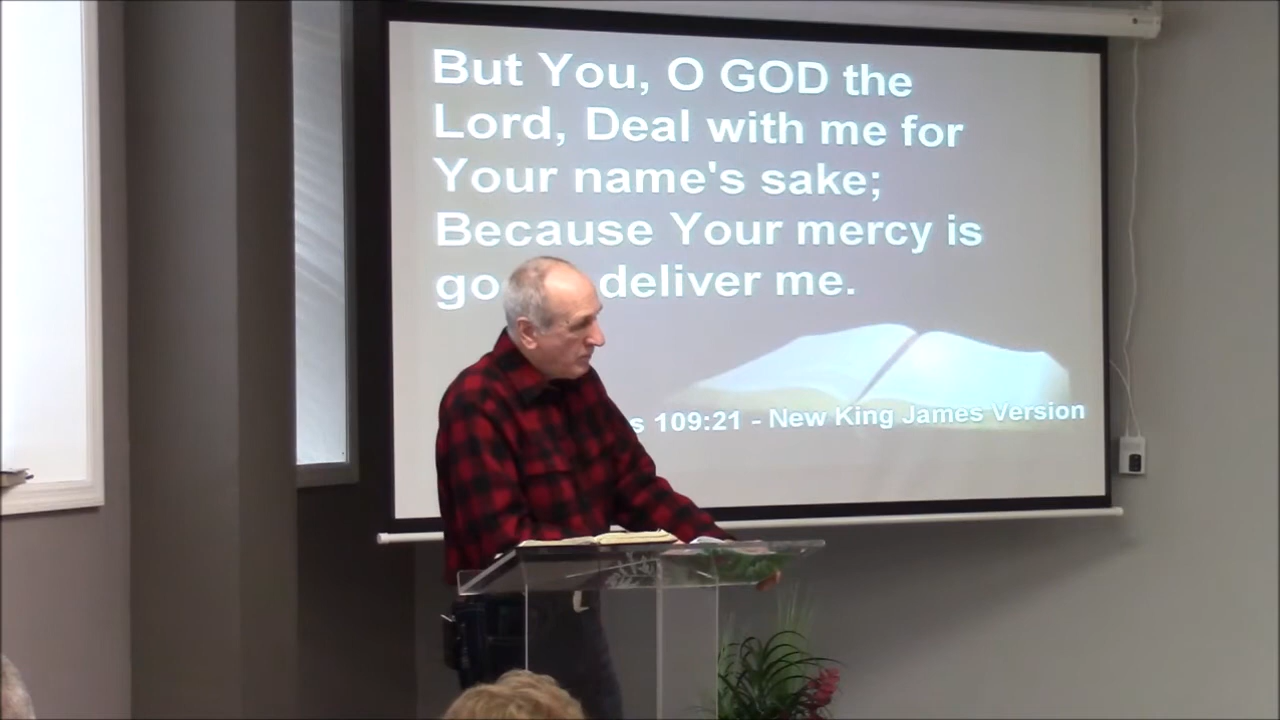 But You, O GOD the
Lord, Deal with me for
Your name's sake;
Because Your mercy is
deliver me.
109:21 - New King James Version